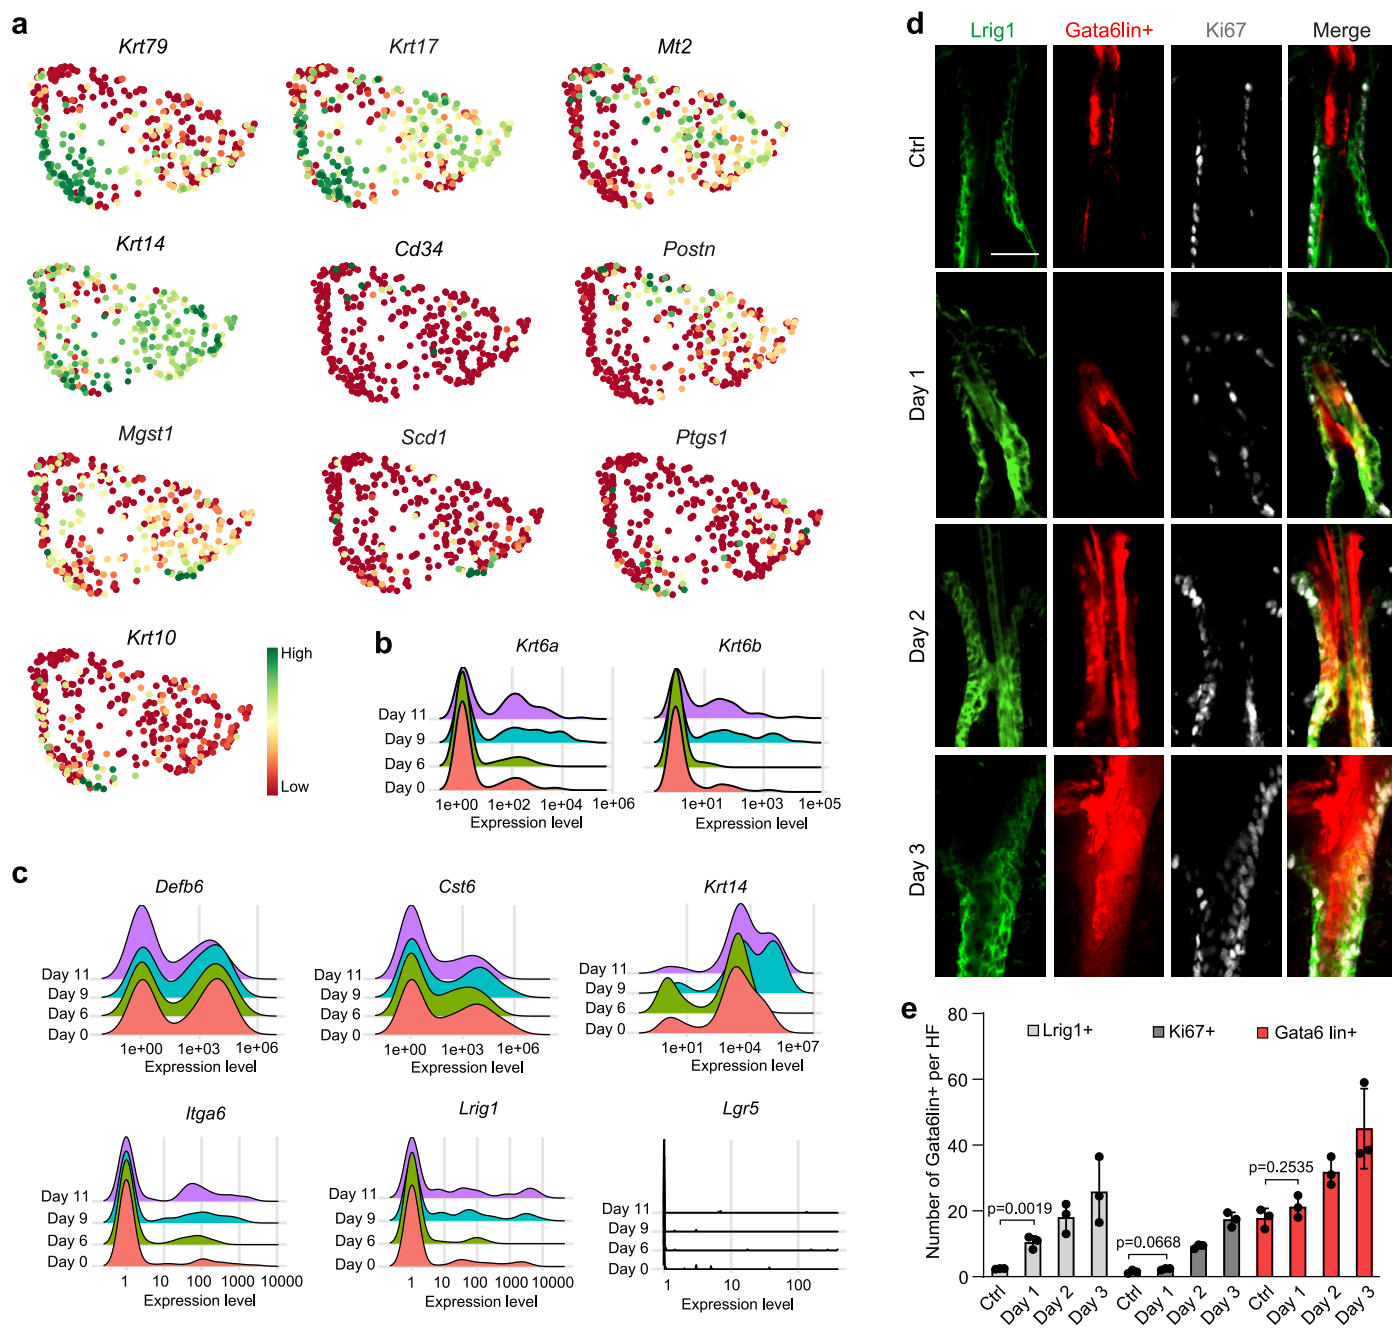 a
Krt79
Krt17
Mt2
Krt14
Cd34
Postn
Mgst1
Scd1
Ptgs1
Krt10
High
Low
b
Krt6a
Krt6b
Day 11
Day 9
Day 6
Day 0
1e+00 1e+02 1e+04 1e+06
1e+01 1e+03 1e+05
Expression level
Expression level
c
Defb6
Cst6
Krt14
Day 11
Day 9
Day 6
Day 0
1e+00 1e+03 1e+06
Expression level
Day 11
Day 9
Day 6
Day 0
1e+00 1e+03 1e+06
Expression level
Day 11
Day 9
Day 6
Day 0
1e+01 1e+04 1e+07
Expression level
Itga6
Lrig1
Lgr5
Day 11
Day 9
Day 6
Day 0
1 10 100 1000 10000
Expression level
Day 11
Day 9
Day 6
Day 0
1 10 100 1000 10000
Expression level
Day 11
Day 9
Day 6
Day 0
1 10 100
Expression level
d
Lrig1 Gata6lin+ Ki67 Merge
Ctrl
Day 1
Day 2
Day 3
e
Number of Gata6lin+ per HF
80
60
40
20
0
Lrig1+ Ki67+ Gata6 lin+
p=0.0019
p=0.0668
p=0.2535
Ctrl Day 1 Day 2 Day 3 Ctrl Day 1 Day 2 Day 3 Ctrl Day 1 Day 2 Day 3